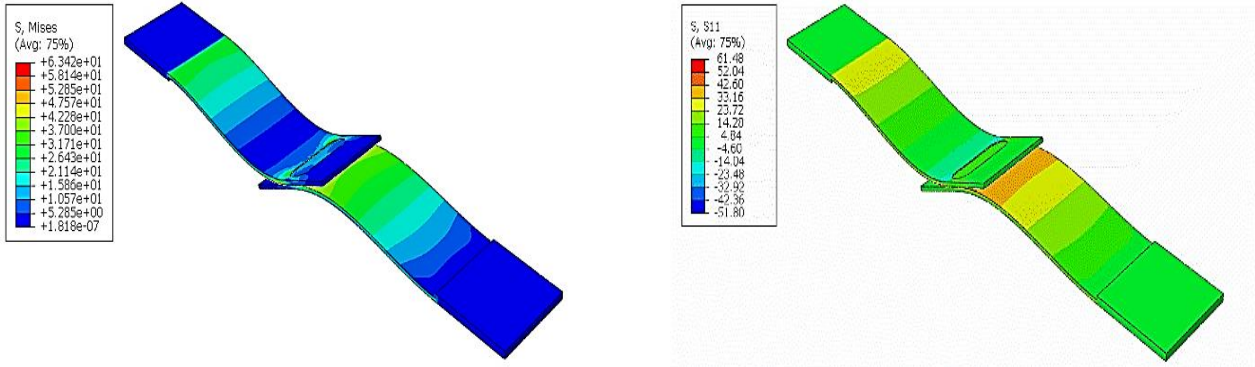 S, Mises
(Avg: 75%)
+6.342e+01
+5.814e+01
+5.285e+01
+4.757e+01
+4.228e+01
+3.700e+01
+3.171e+01
+2.643e+01
+2.114e+01
+1.586e+01
+1.057e+01
+5.285e+00
+1.818e-07
S, S11
(Avg: 75%)
61.48
52.04
42.60
33.16
23.72
14.28
4.84
-4.60
-14.04
-23.48
-32.92
-42.36
-51.80